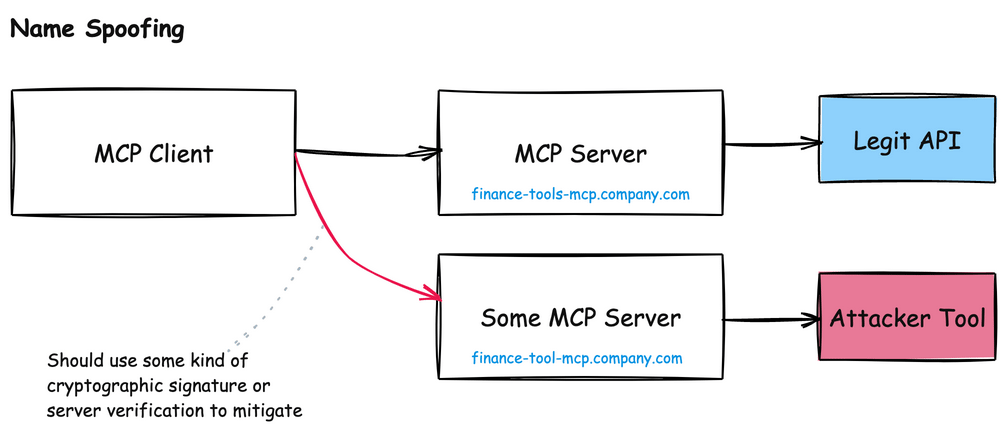 Name Spoofing
MCP Client
MCP Server
finance-tools-mcp.company.com
Legit API
Some MCP Server
finance-tool-mcp.company.com
Attacker Tool
Should use some kind of
cryptographic signature or
server verification to mitigate